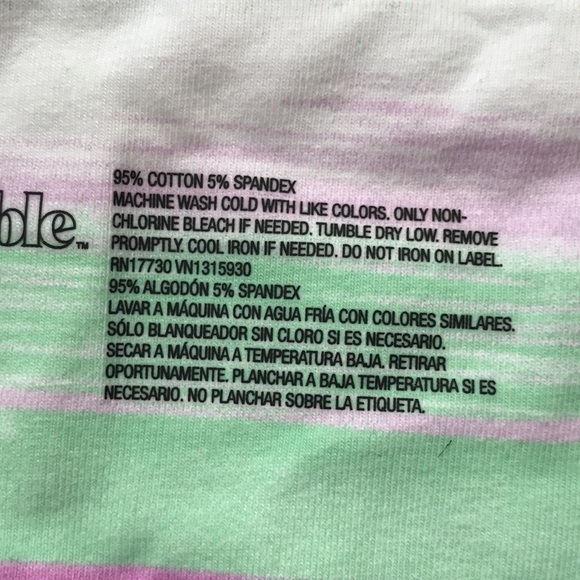 ble™
95% COTTON 5% SPANDEX
MACHINE WASH COLD WITH LIKE COLORS. ONLY NON-
CHLORINE BLEACH IF NEEDED. TUMBLE DRY LOW. REMOVE
PROMPTLY. COOL IRON IF NEEDED. DO NOT IRON ON LABEL.
RN17730 VN1315930
95% ALGODÓN 5% SPANDEX
LAVAR A MÁQUINA CON AGUA FRÍA CON COLORES SIMILARES.
SÓLO BLANQUEADOR SIN CLORO SI ES NECESARIO.
SECAR A MÁQUINA A TEMPERATURA BAJA. RETIRAR
OPORTUNAMENTE. PLANCHAR A BAJA TEMPERATURA SI ES
NECESARIO. NO PLANCHAR SOBRE LA ETIQUETA.